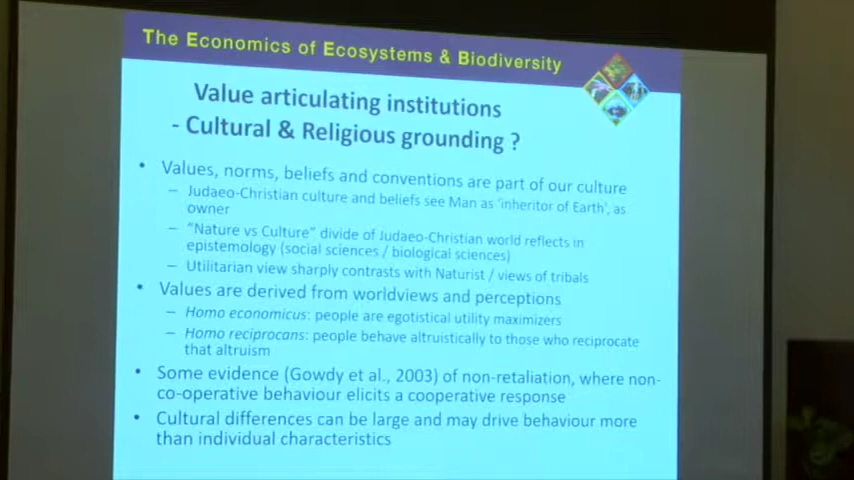 The Economics of Ecosystems & Biodiversity
Value articulating institutions
- Cultural & Religious grounding ?
• Values, norms, beliefs and conventions are part of our culture
– Judaeo-Christian culture and beliefs see Man as 'inheritor of Earth', as
owner
– "Nature vs Culture" divide of Judaeo-Christian world reflects in
epistemology (social sciences / biological sciences)
– Utilitarian view sharply contrasts with Naturist / views of tribals
• Values are derived from worldviews and perceptions
– Homo economicus: people are egotistical utility maximizers
– Homo reciprocans: people behave altruistically to those who reciprocate
that altruism
• Some evidence (Gowdy et al., 2003) of non-retaliation, where non-
co-operative behaviour elicits a cooperative response
• Cultural differences can be large and may drive behaviour more
than individual characteristics